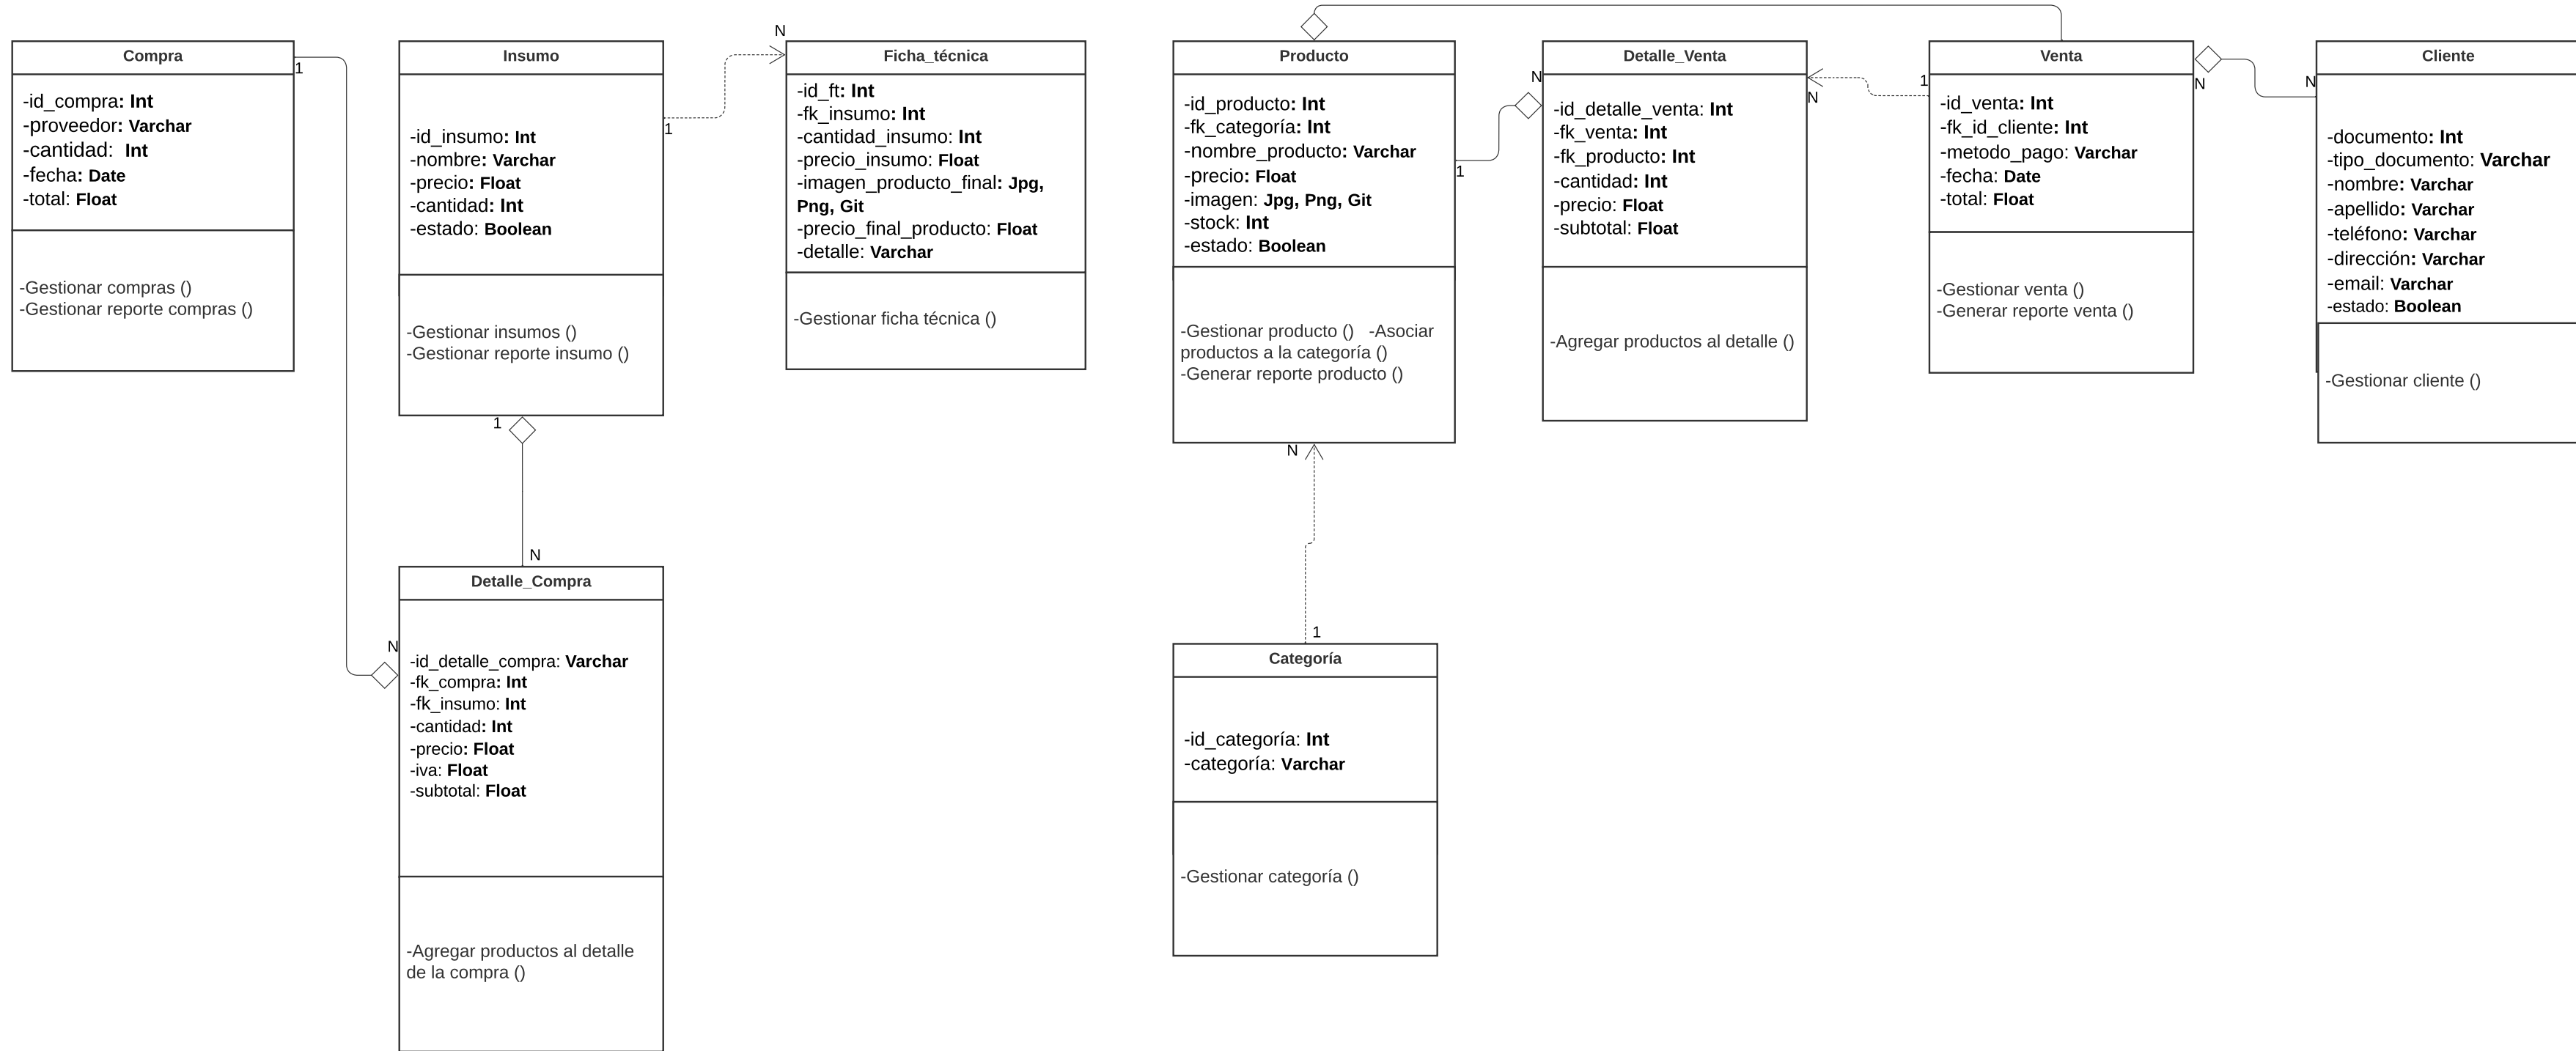 Compra
-id_compra: Int
-proveedor: Varchar
-cantidad:  Int
-fecha: Date
-total: Float
-Gestionar compras ()
-Gestionar reporte compras ()
1
Insumo
-id_insumo: Int
-nombre: Varchar
-precio: Float
-cantidad: Int
-estado: Boolean
-Gestionar insumos ()
-Gestionar reporte insumo ()
1
1
N
N
Ficha_técnica
-id_ft: Int
-fk_insumo: Int
-cantidad_insumo: Int
-precio_insumo: Float
-imagen_producto_final: Jpg,
Png, Git
-precio_final_producto: Float
-detalle: Varchar
-Gestionar ficha técnica ()
N
Detalle_Compra
-id_detalle_compra: Varchar
-fk_compra: Int
-fk_insumo: Int
-cantidad: Int
-precio: Float
-iva: Float
-subtotal: Float
-Agregar productos al detalle
de la compra ()
Producto
-id_producto: Int
-fk_categoría: Int
-nombre_producto: Varchar
-precio: Float
-imagen: Jpg, Png, Git
-stock: Int
-estado: Boolean
-Gestionar producto ()   -Asociar
productos a la categoría ()
-Generar reporte producto ()
1
N
N
Detalle_Venta
-id_detalle_venta: Int
-fk_venta: Int
-fk_producto: Int
-cantidad: Int
-precio: Float
-subtotal: Float
-Agregar productos al detalle ()
N
1
Venta
-id_venta: Int
-fk_id_cliente: Int
-metodo_pago: Varchar
-fecha: Date
-total: Float
-Gestionar venta ()
-Generar reporte venta ()
N
N
Cliente
-documento: Int
-tipo_documento: Varchar
-nombre: Varchar
-apellido: Varchar
-teléfono: Varchar
-dirección: Varchar
-email: Varchar
-estado: Boolean
-Gestionar cliente ()
1
Categoría
-id_categoría: Int
-categoría: Varchar
-Gestionar categoría ()